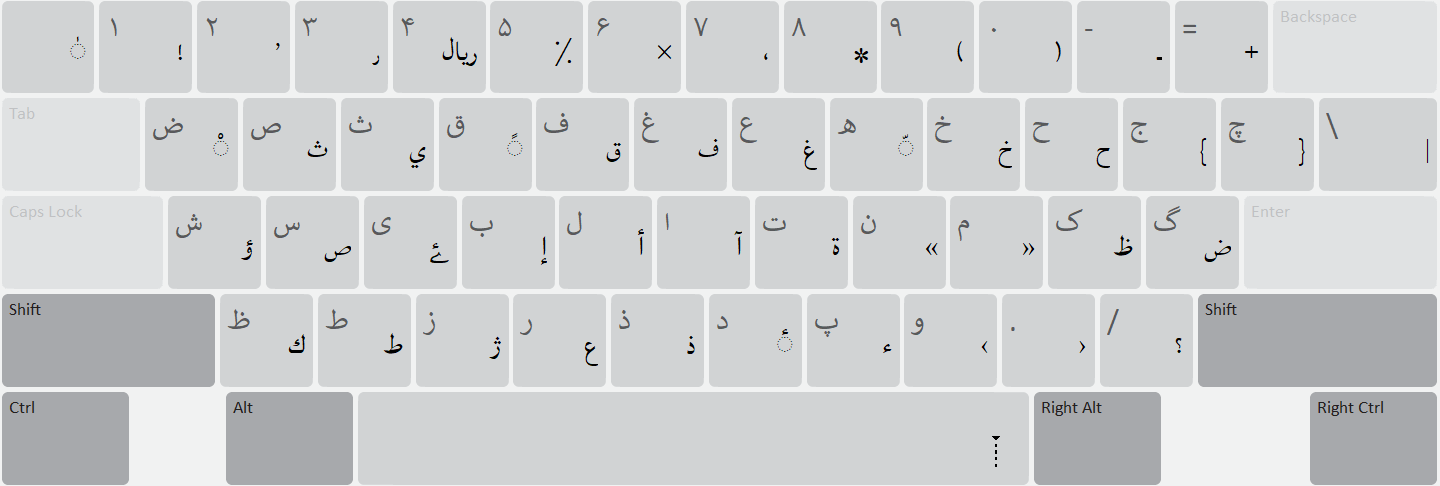 ٰ ۱ ! ۲ ٬ ۳ ٫ ۴ ریال ۵ ٪ ۶ × ۷ ، ۸ * ۹ ( ۰ ) - ـ = + Backspace
Tab ض ْ ص ث ث ي ق ً ف ق غ ف ع غ ه ّ خ خ ح ح ج { چ } \ |
Caps Lock ش ؤ س ص ی ئ ب إ ل أ ا آ ت ة ن « م » ک ظ گ ض Enter
Shift ظ ك ط ط ز ژ ر ع ذ ذ د ٔ پ ء و ‹ . › / ؟ Shift
Ctrl Alt Right Alt Right Ctrl